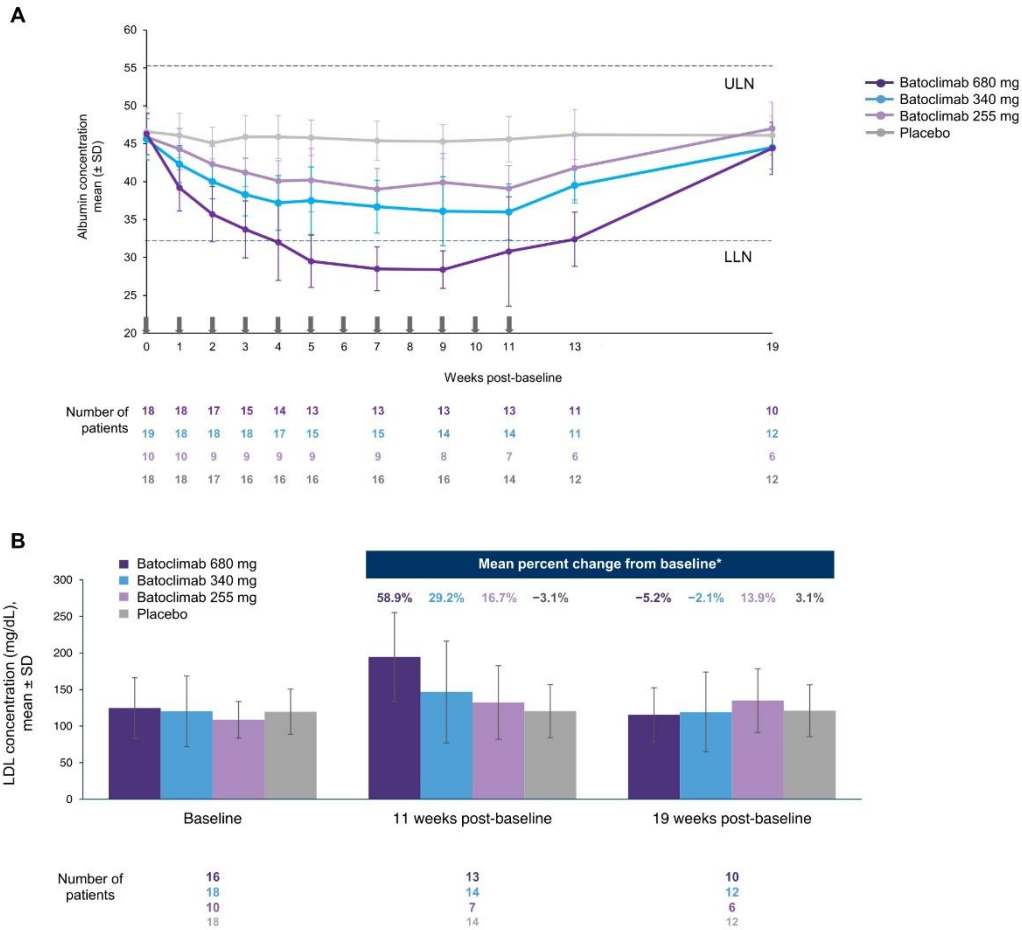 A
60
55
50
45
40
35
30
25
20
Albumin concentration
mean (± SD)
ULN
LLN
Batoclimab 680 mg
Batoclimab 340 mg
Batoclimab 255 mg
Placebo
0 1 2 3 4 5 6 7 8 9 10 11 13 19
Weeks post-baseline
Number of
patients
18 18 17 15 14 13 13 13 13 11 10
19 18 18 18 17 15 15 14 14 11 12
10 10 9 9 9 9 9 8 7 6 6
18 18 17 16 16 16 16 16 14 12 12
B
Batoclimab 680 mg
Batoclimab 340 mg
Batoclimab 255 mg
Placebo
Mean percent change from baseline*
58.9% 29.2% 16.7% −3.1% −5.2% −2.1% 13.9% 3.1%
300
250
200
150
100
50
0
LDL concentration (mg/dL),
mean ± SD
Baseline 11 weeks post-baseline 19 weeks post-baseline
Number of
patients
16 13 10
18 14 12
10 7 6
18 14 12